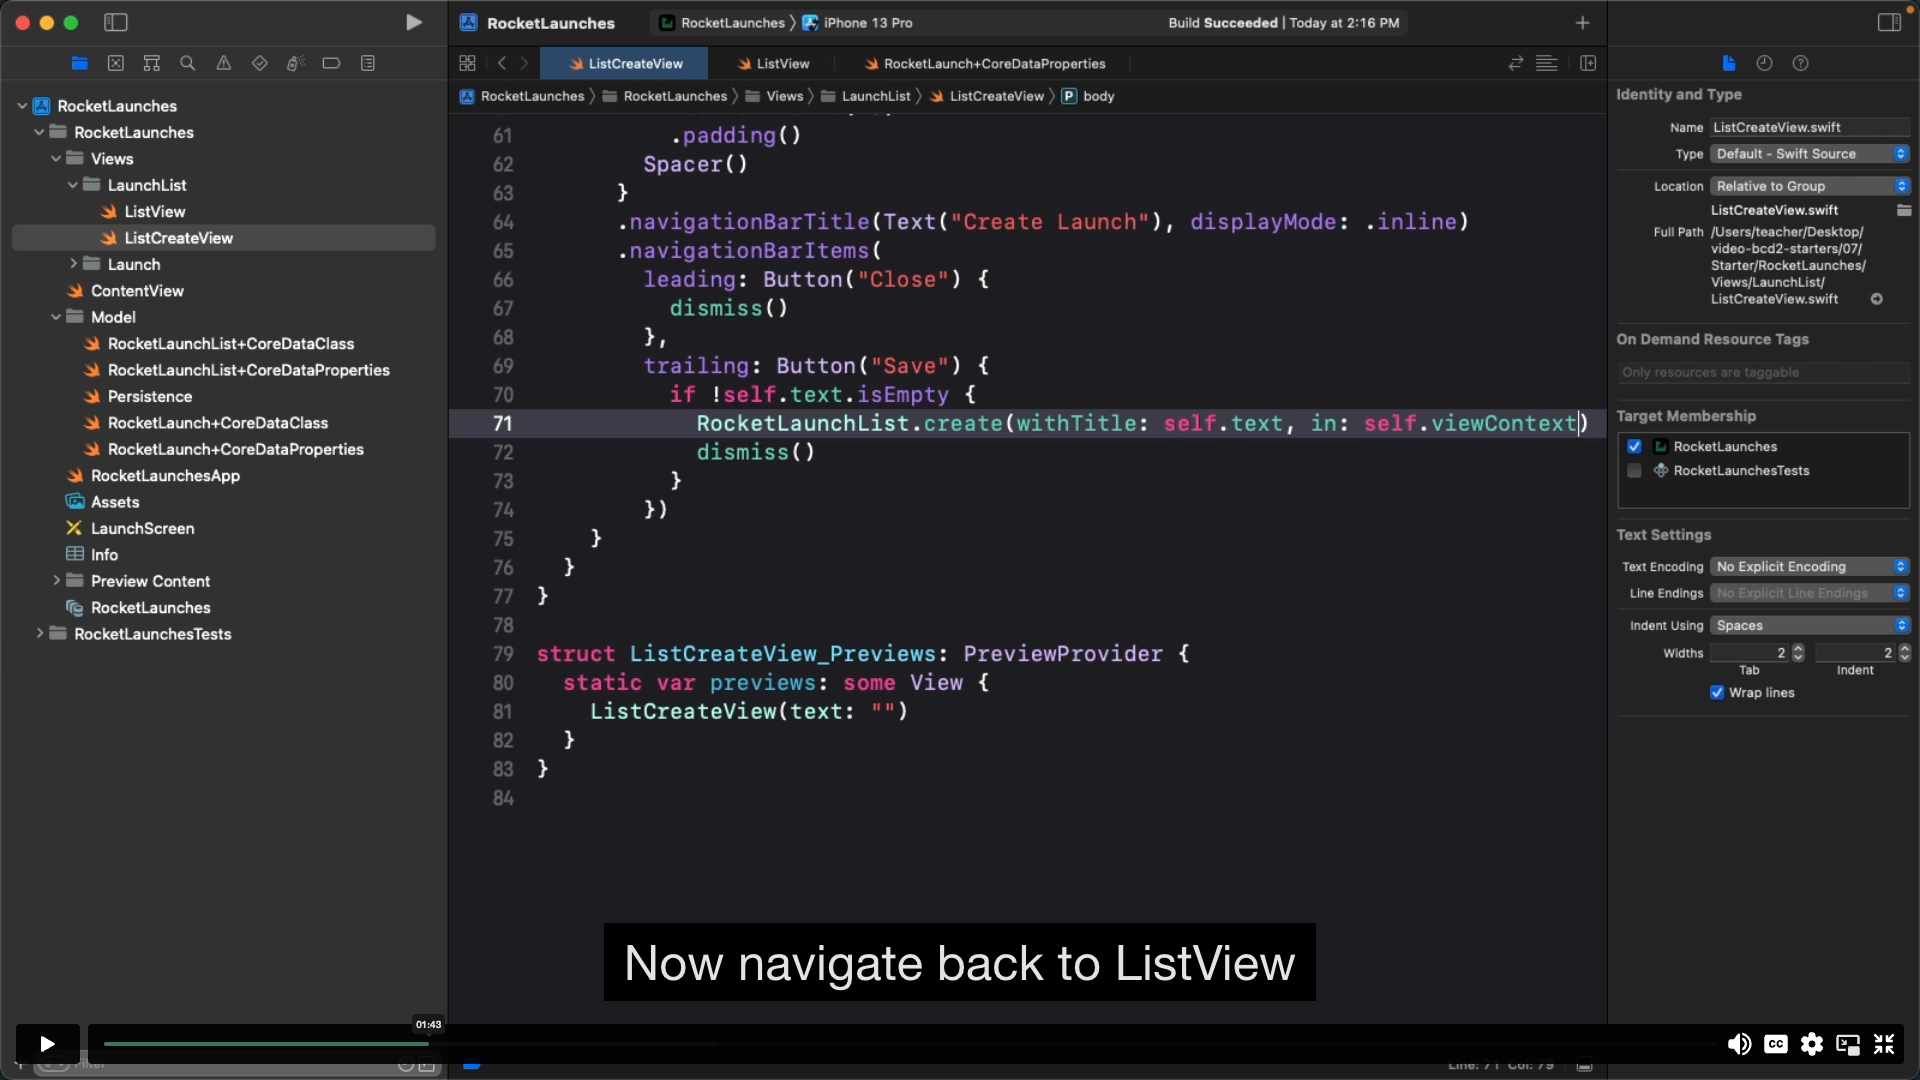 RocketLaunches
RocketLaunches
iPhone 13 Pro
Build Succeeded | Today at 2:16 PM
ListCreateView
ListView
RocketLaunch+CoreDataProperties
RocketLaunches
RocketLaunches
Views
LaunchList
ListCreateView
P body
RocketLaunches
RocketLaunches
Views
LaunchList
ListView
ListCreateView
Launch
ContentView
Model
RocketLaunchList+CoreDataClass
RocketLaunchList+CoreDataProperties
Persistence
RocketLaunch+CoreDataClass
RocketLaunch+CoreDataProperties
RocketLaunchesApp
Assets
LaunchScreen
Info
Preview Content
RocketLaunches
RocketLaunchesTests
61 .padding()
62 Spacer()
63 }
64 .navigationBarTitle(Text("Create Launch"), displayMode: .inline)
65 .navigationBarItems(
66 leading: Button("Close") {
67 dismiss()
68 },
69 trailing: Button("Save") {
70 if !self.text.isEmpty {
71 RocketLaunchList.create(withTitle: self.text, in: self.viewContext)
72 dismiss()
73 }
74 })
75 }
76 }
77 }
78
79 struct ListCreateView_Previews: PreviewProvider {
80 static var previews: some View {
81 ListCreateView(text: "")
82 }
83 }
84
Identity and Type
Name ListCreateView.swift
Type Default - Swift Source
Location Relative to Group
ListCreateView.swift
Full Path /Users/teacher/Desktop/
video-bcd2-starters/07/
Starter/RocketLaunches/
Views/LaunchList/
ListCreateView.swift
On Demand Resource Tags
Only resources are taggable
Target Membership
RocketLaunches
RocketLaunchesTests
Text Settings
Text Encoding No Explicit Encoding
Line Endings No Explicit Line Endings
Indent Using Spaces
Widths 2 2
Tab Indent
Wrap lines
Now navigate back to ListView
01:43
CC
Filter
Line: 71 Col: 79